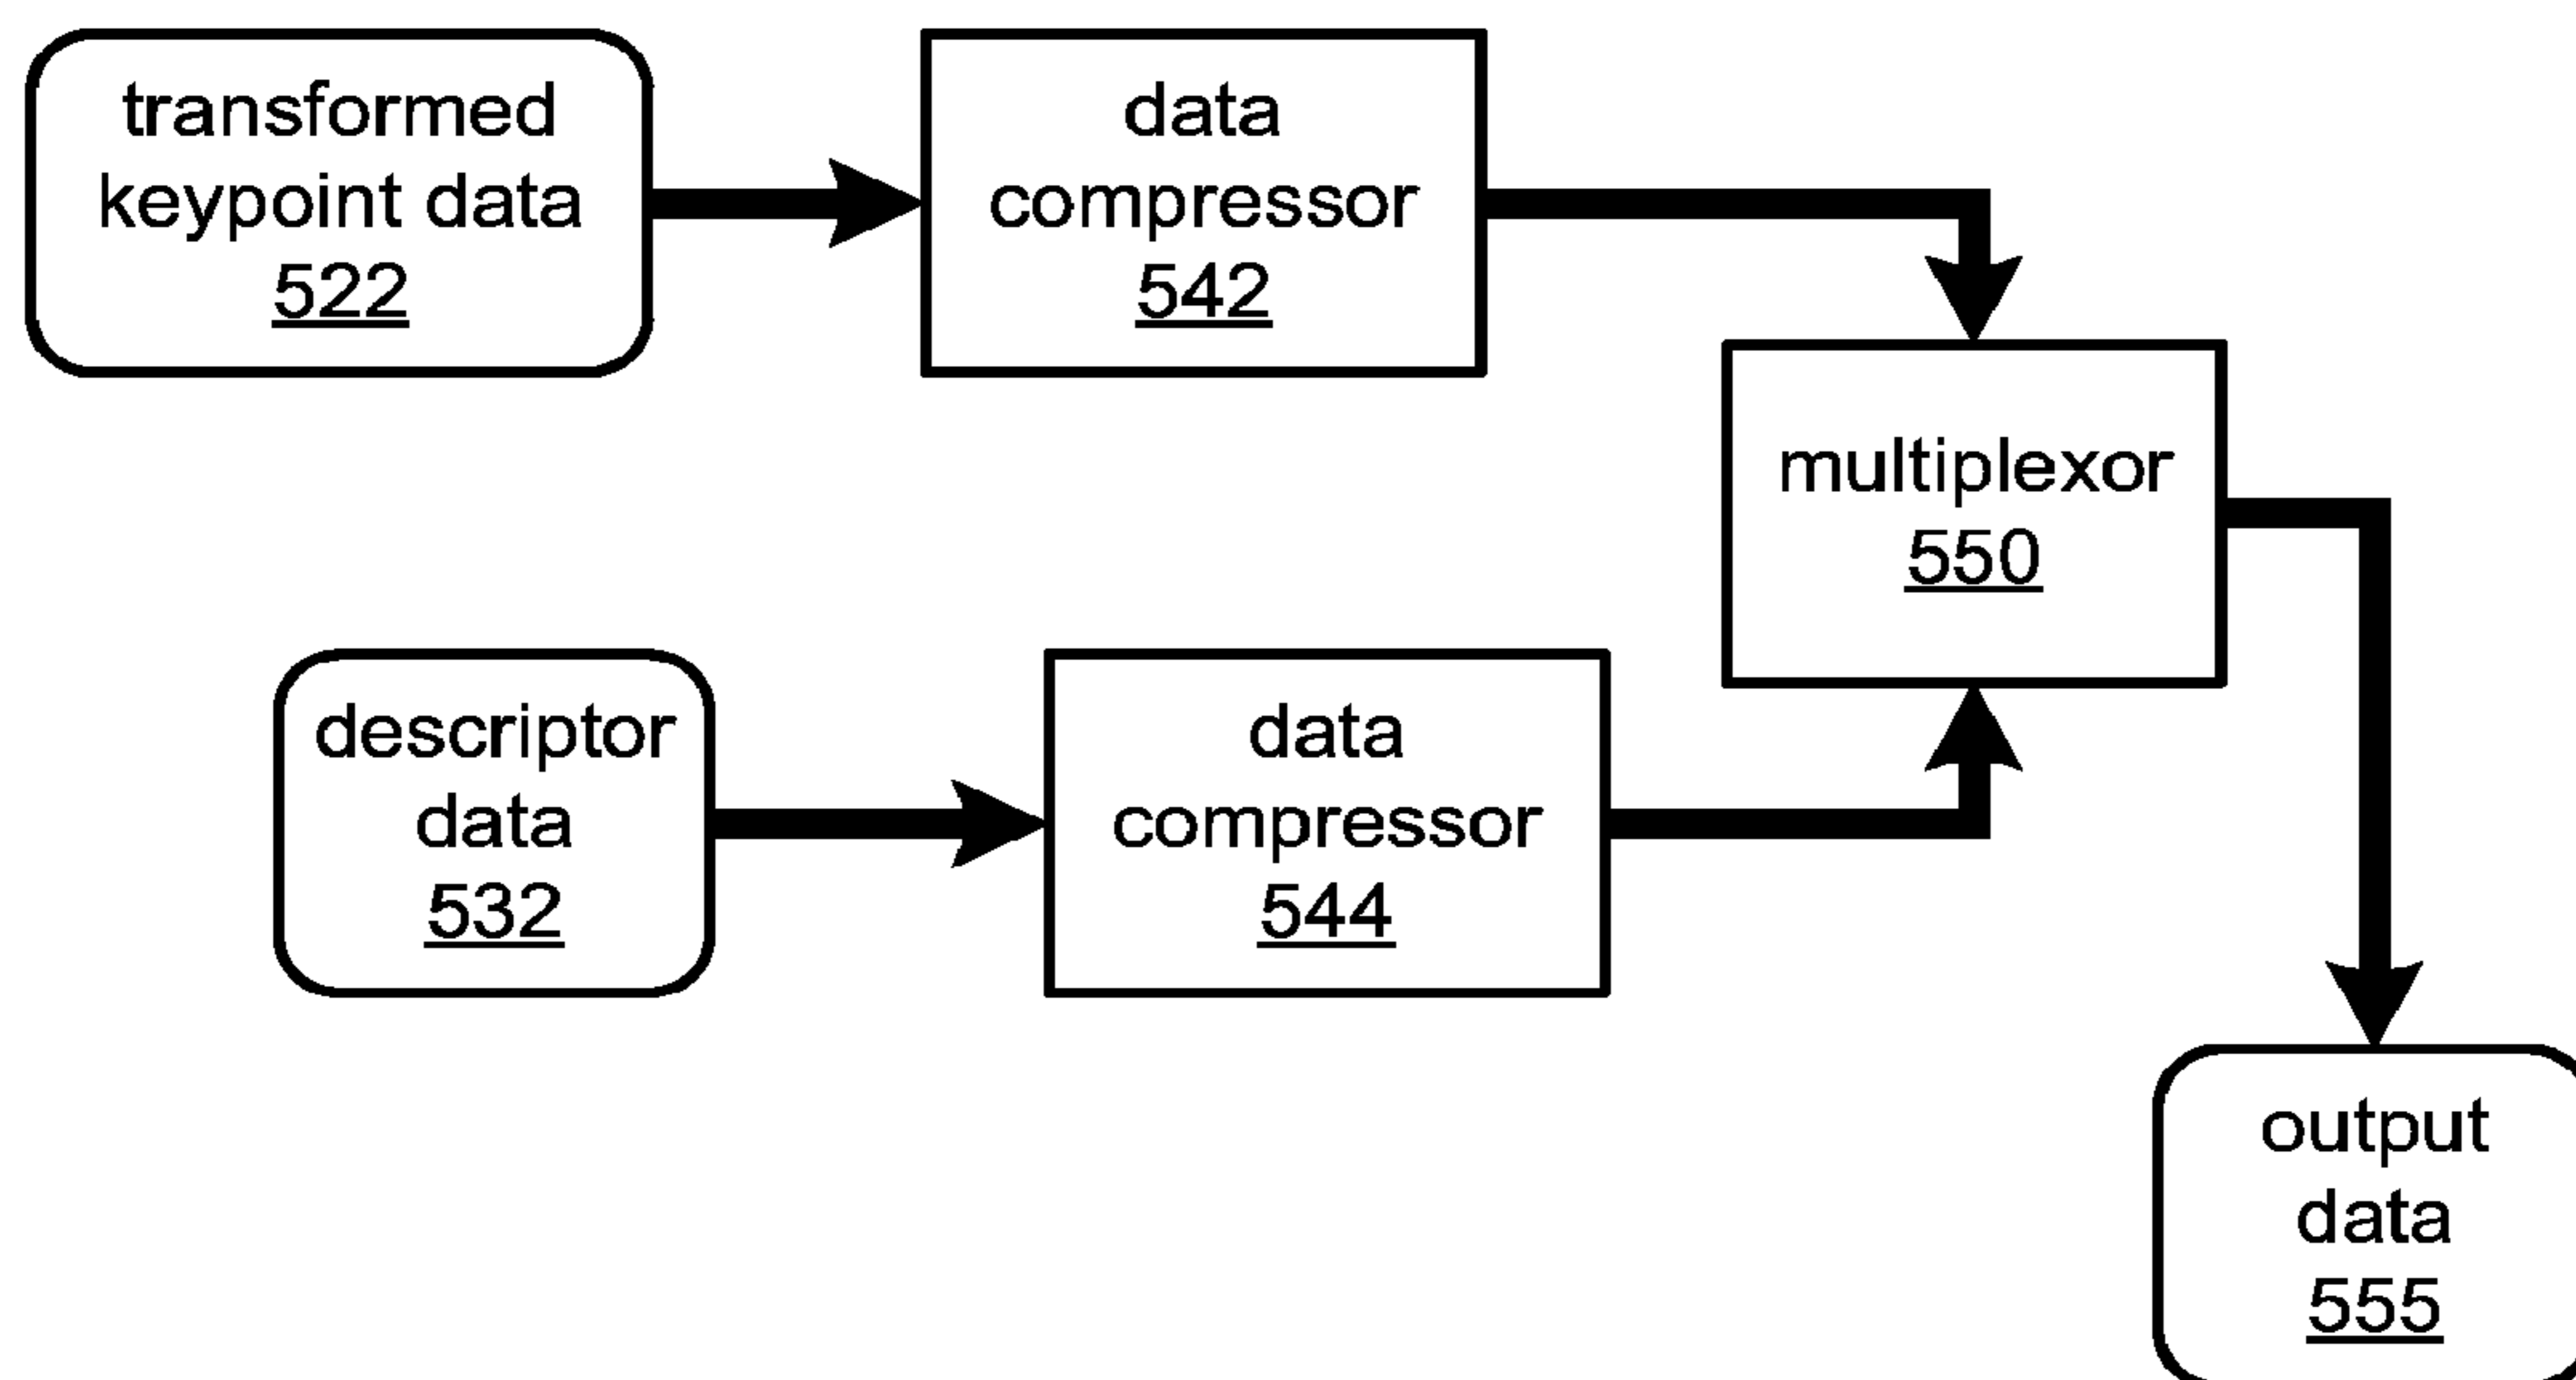 transformed
keypoint data
522
data
compressor
542
multiplexor
550
descriptor
data
532
data
compressor
544
output
data
555